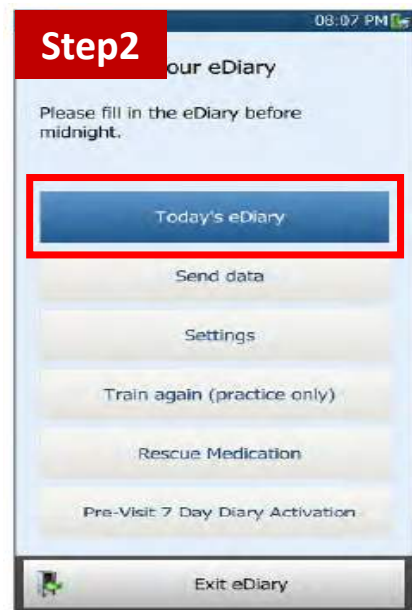 08:07 PM
Step2
our eDiary
Please fill in the eDiary before
midnight.
Today's eDiary
Send data
Settings
Train again (practice only)
Rescue Medication
Pre-Visit 7 Day Diary Activation
Exit eDiary